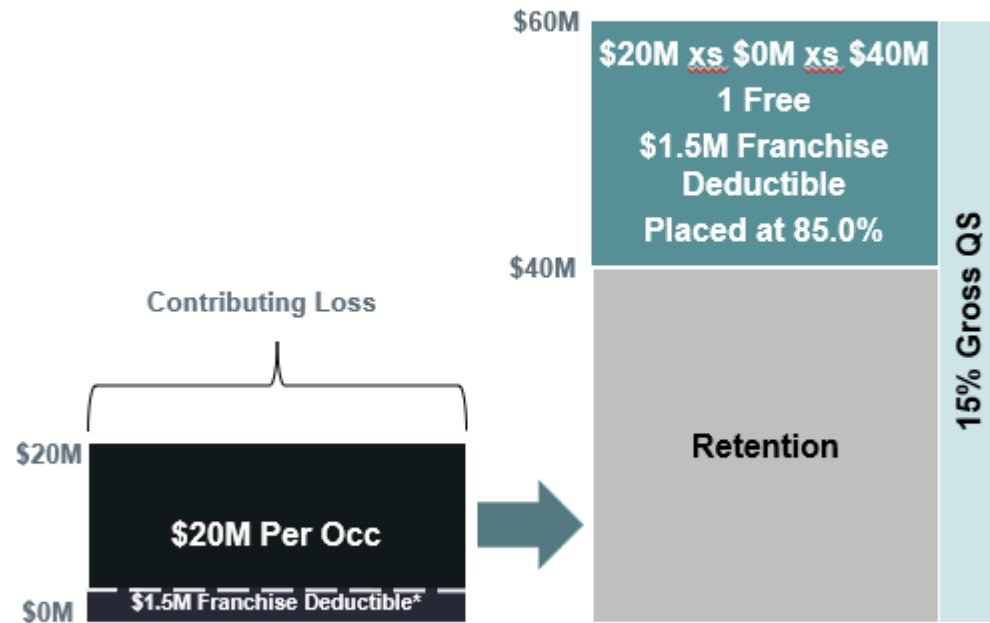 $60M
$20M xs $0M xs $40M
1 Free
$1.5M Franchise
Deductible
Placed at 85.0%
$40M
Contributing Loss
15% Gross QS
Retention
$20M
$20M Per Occ
$1.5M Franchise Deductible*
$0M